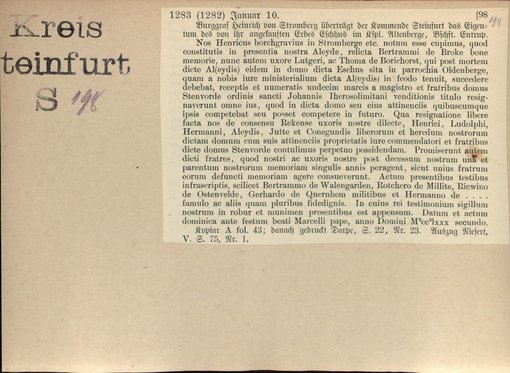 Kreis
teinfurt
S 198
1283 (1282) Januar 10. [98
198
Burggraf Heinrich von Stromberg überträgt der Kommende Steinfurt das Eigen-
tum des von ihr angekauften Erbes Eschhus im Kspl. Altenberge, Bschft. Entrup.
Nos Henricus borchgravius in Stromberge etc. notum esse cupimus, quod
constitutis in presentia nostra Aleyde, relicta Bertrammi de Broke bone
memorie, nunc autem uxore Lutgeri, ac Thoma de Borichorst, qui post mortem
dicte Al(eydis) eidem in domo dicta Eschus sita in parrochia Oldenberge,
quam a nobis iure ministerialium dicta Al(eydis) in feodo tenuit, succedere
debebat, receptis et numeratis undecim marcis a magistro et fratribus domus
Stenvorde ordinis sancti Johannis Iherosolimitani venditionis titulo resig-
naverunt omne ius, quod in dicta domo seu eius attinenciis quibuscumque
ipsis competebat seu posset competere in futuro. Qua resignatione libere
facta nos de consensu Rekense uxoris nostre dilecte, Henrici, Ludolphi,
Hermanni, Aleydis, Jutte et Conegundis liberorum et heredum nostrorum
dictam domum cum suis attinenciis proprietatis iure commendatori et fratribus
dicte domus Stenvorde contulimus perpetuo possidendam. Promiserunt autem
dicti fratres, quod nostri ac uxoris nostre post decessum nostrum una et
parentum nostrorum memoriam singulis annis peragent, sicut unius fratrum
eorum defuncti memoriam agere consueverunt. Actum presentibus testibus
infrascriptis, scilicet Bertrammo de Walengarden, Rotchero de Millite, Ricwino
de Ostenvelde, Gerhardo de Quernhem militibus et Hermanno de .....
famulo ac aliis quam pluribus fidedignis. In cuius rei testimonium sigillum
nostrum in robur et munimen presentibus est appensum. Datum et actum
dominica ante festum beati Marcelli pape, anno Domini M°cc°lxxx secundo.
Kopiar A fol. 43; danach gedruckt Darpe, S. 22, Nr. 23. Auszug Niesert,
V. S. 75, Nr. 1.